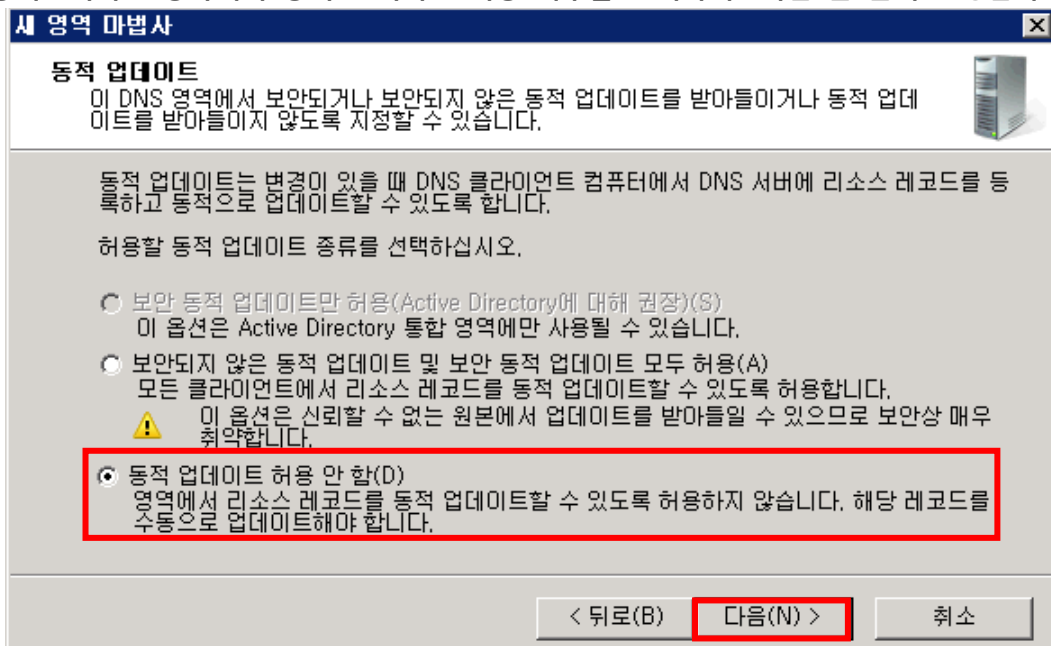 새 영역 마법사
동적 업데이트
이 DNS 영역에서 보안되거나 보안되지 않은 동적 업데이트를 받아들이거나 동적 업데
이트를 받아들이지 않도록 지정할 수 있습니다.
동적 업데이트는 변경이 있을 때 DNS 클라이언트 컴퓨터에서 DNS 서버에 리소스 레코드를 등
록하고 동적으로 업데이트할 수 있도록 합니다.
허용할 동적 업데이트 종류를 선택하십시오.
보안 동적 업데이트만 허용(Active Directory에 대해 권장)(S)
이 옵션은 Active Directory 통합 영역에만 사용될 수 있습니다.
보안되지 않은 동적 업데이트 및 보안 동적 업데이트 모두 허용(A)
모든 클라이언트에서 리소스 레코드를 동적 업데이트할 수 있도록 허용합니다.
이 옵션은 신뢰할 수 없는 원본에서 업데이트를 받아들일 수 있으므로 보안상 매우
취약합니다.
동적 업데이트 허용 안 함(D)
영역에서 리소스 레코드를 동적 업데이트할 수 있도록 허용하지 않습니다. 해당 레코드를
수동으로 업데이트해야 합니다.
< 뒤로(B) 다음(N) > 취소